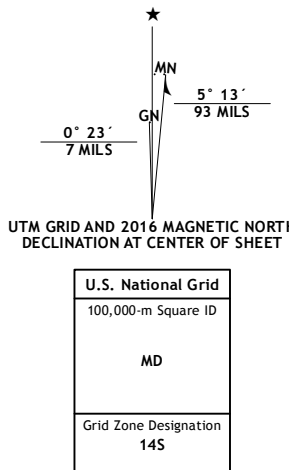 MN
GN
5° 13´
93 MILS
0° 23´
7 MILS
UTM GRID AND 2016 MAGNETIC NORTH
DECLINATION AT CENTER OF SHEET
U.S. National Grid
100,000-m Square ID
MD
Grid Zone Designation
14S